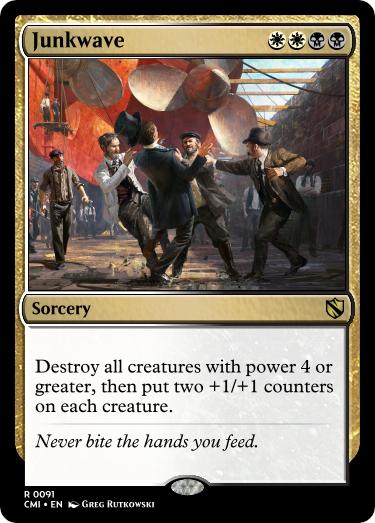 Junkwave
Sorcery
Destroy all creatures with power 4 or
greater, then put two +1/+1 counters
on each creature.
Never bite the hands you feed.
R 0091
CMI • EN Greg Rutkowski